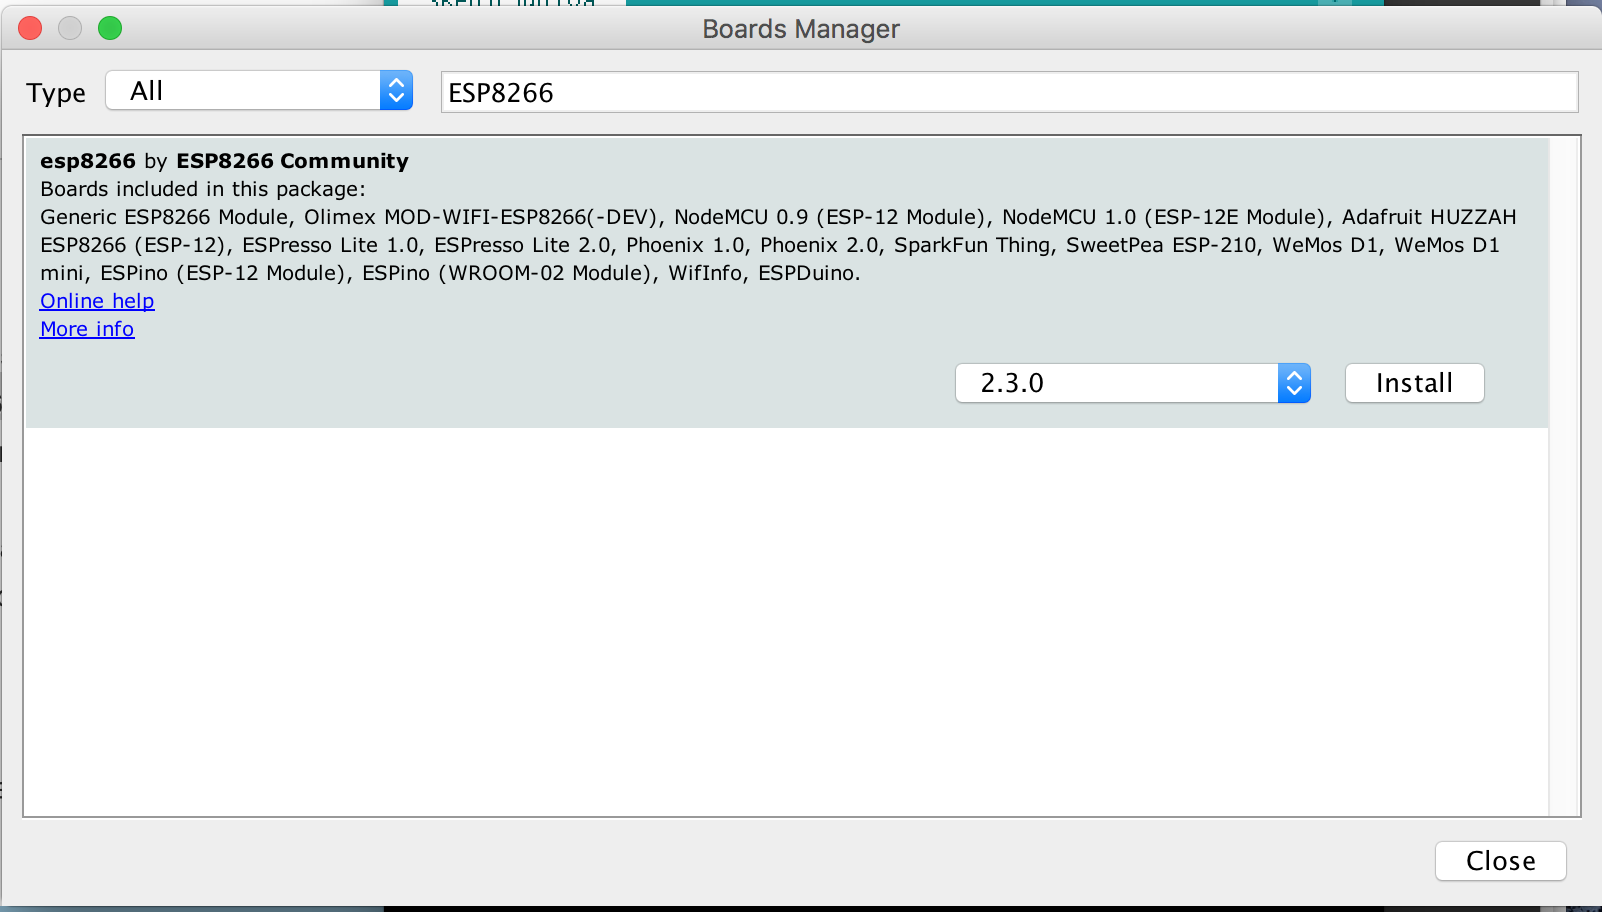 Boards Manager
Type All ESP8266
esp8266 by ESP8266 Community
Boards included in this package:
Generic ESP8266 Module, Olimex MOD-WIFI-ESP8266(-DEV), NodeMCU 0.9 (ESP-12 Module), NodeMCU 1.0 (ESP-12E Module), Adafruit HUZZAH
ESP8266 (ESP-12), ESPresso Lite 1.0, ESPresso Lite 2.0, Phoenix 1.0, Phoenix 2.0, SparkFun Thing, SweetPea ESP-210, WeMos D1, WeMos D1
mini, ESPino (ESP-12 Module), ESPino (WROOM-02 Module), WifInfo, ESPDuino.
Online help
More info
2.3.0 Install
Close